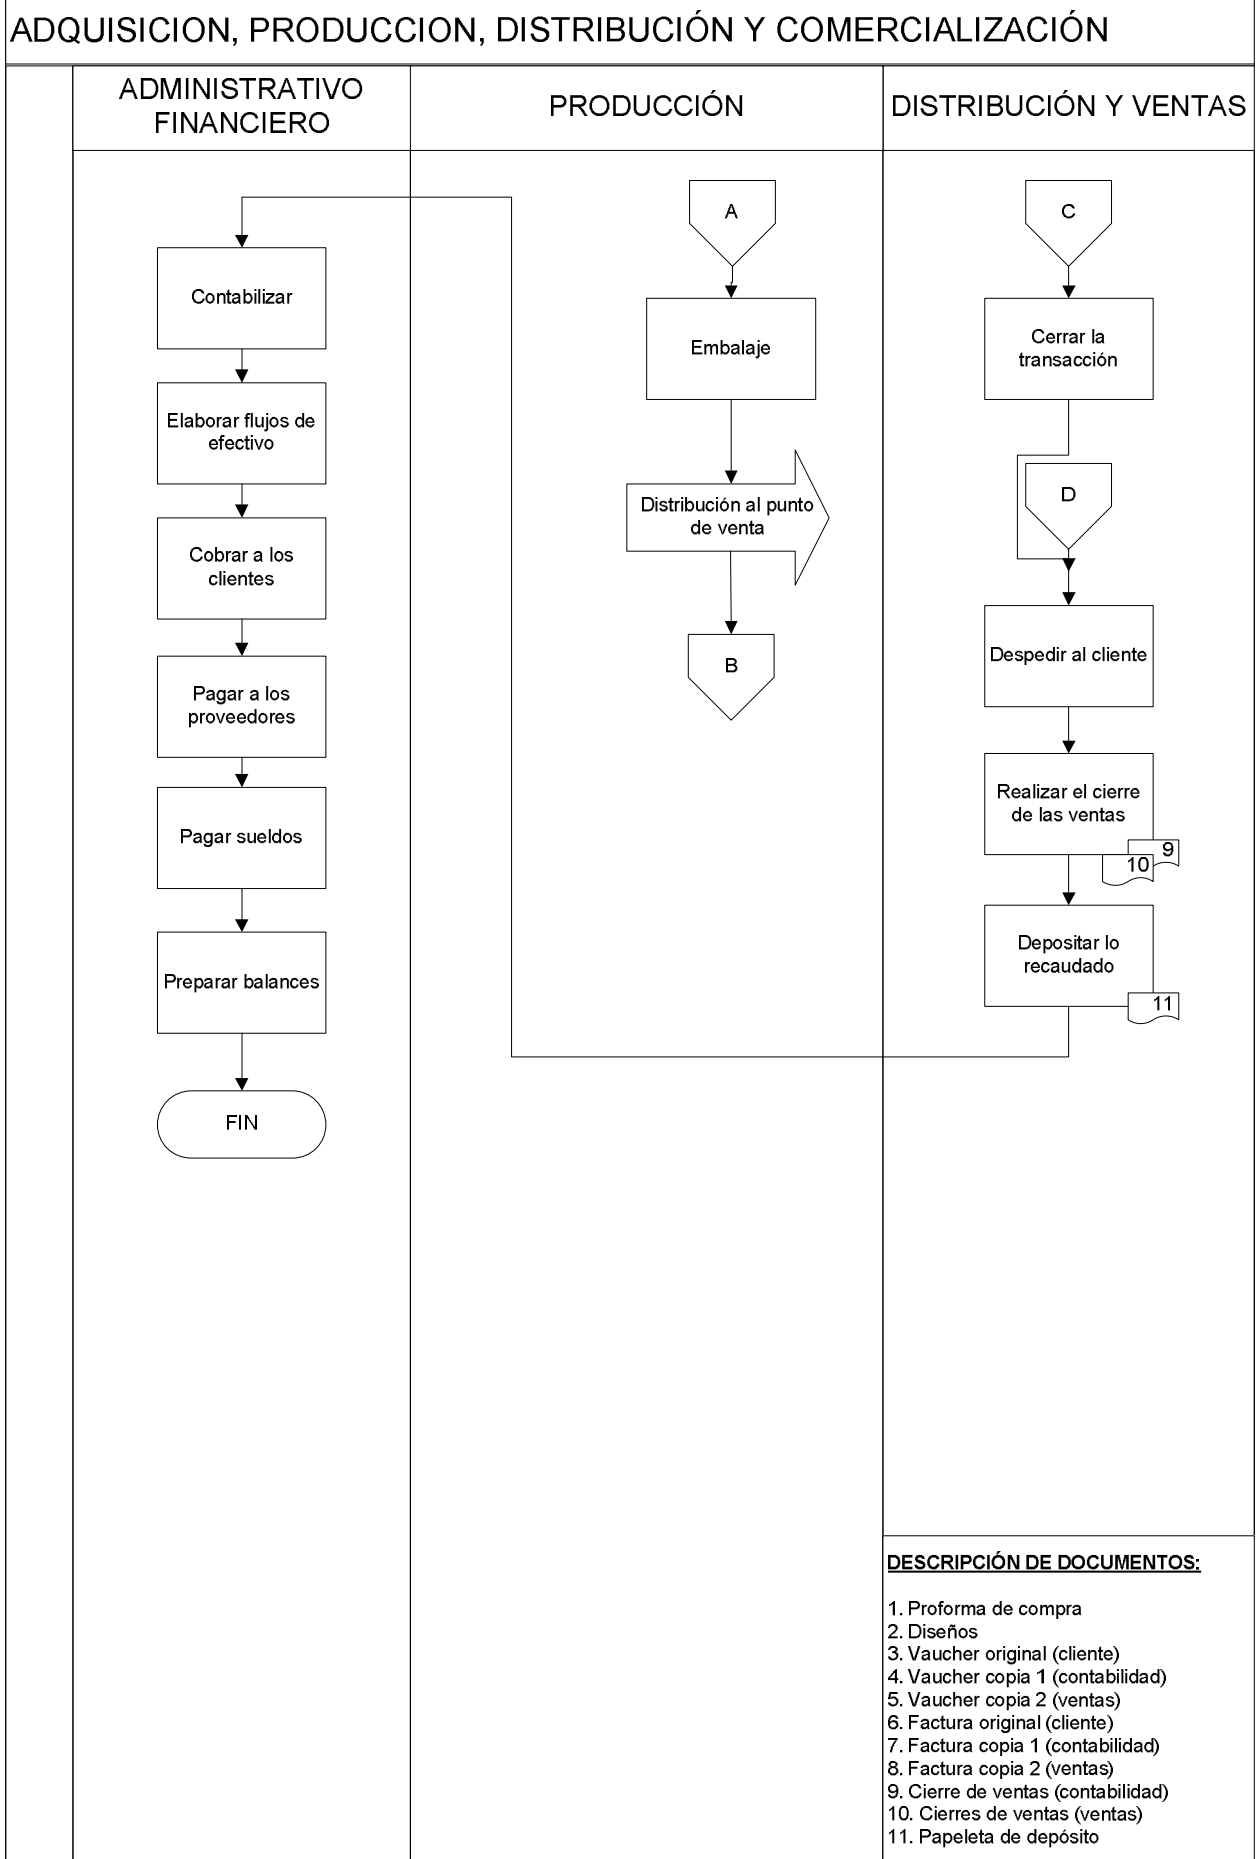 ADQUISICION, PRODUCCION, DISTRIBUCIÓN Y COMERCIALIZACIÓN
ADMINISTRATIVO
FINANCIERO
PRODUCCIÓN
DISTRIBUCIÓN Y VENTAS
Contabilizar
Elaborar flujos de
efectivo
Cobrar a los
clientes
Pagar a los
proveedores
Pagar sueldos
Preparar balances
FIN
A
Embalaje
Distribución al punto
de venta
B
C
Cerrar la
transacción
D
Despedir al cliente
Realizar el cierre
de las ventas
9
10
Depositar lo
recaudado
11
DESCRIPCIÓN DE DOCUMENTOS:
1. Proforma de compra
2. Diseños
3. Vaucher original (cliente)
4. Vaucher copia 1 (contabilidad)
5. Vaucher copia 2 (ventas)
6. Factura original (cliente)
7. Factura copia 1 (contabilidad)
8. Factura copia 2 (ventas)
9. Cierre de ventas (contabilidad)
10. Cierres de ventas (ventas)
11. Papeleta de depósito